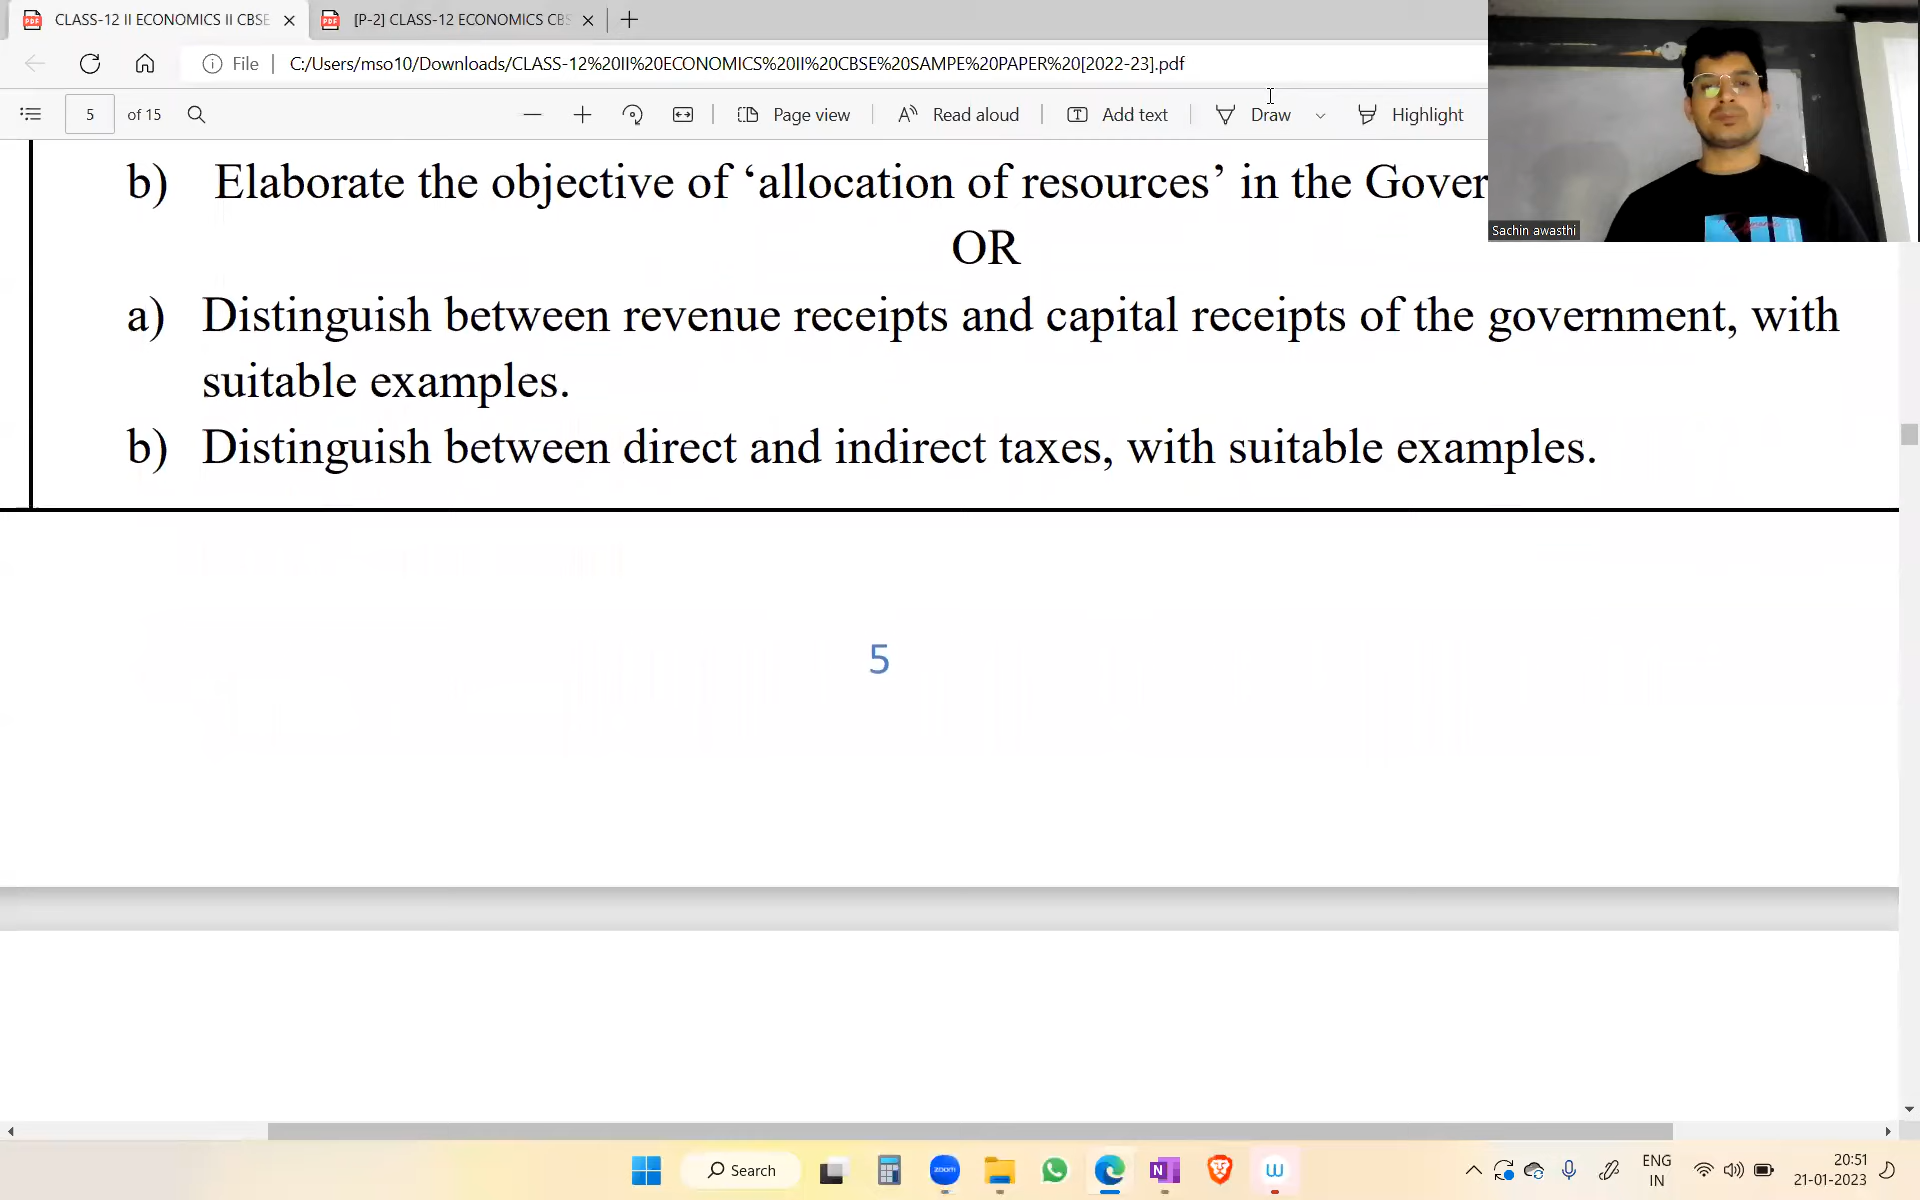 CLASS-12 II ECONOMICS II CBSE
[P-2] CLASS-12 ECONOMICS CBS
File
C:/Users/mso10/Downloads/CLASS-12%20II%20ECONOMICS%20II%20CBSE%20SAMPE%20PAPER%20[2022-23].pdf
5 of 15
Page view
Read aloud
Add text
Draw
Highlight
b) Elaborate the objective of ‘allocation of resources’ in the Gover
Sachin awasthi
OR
a) Distinguish between revenue receipts and capital receipts of the government, with
suitable examples.
b) Distinguish between direct and indirect taxes, with suitable examples.
5
Search
zoom
ENG
IN
20:51
21-01-2023